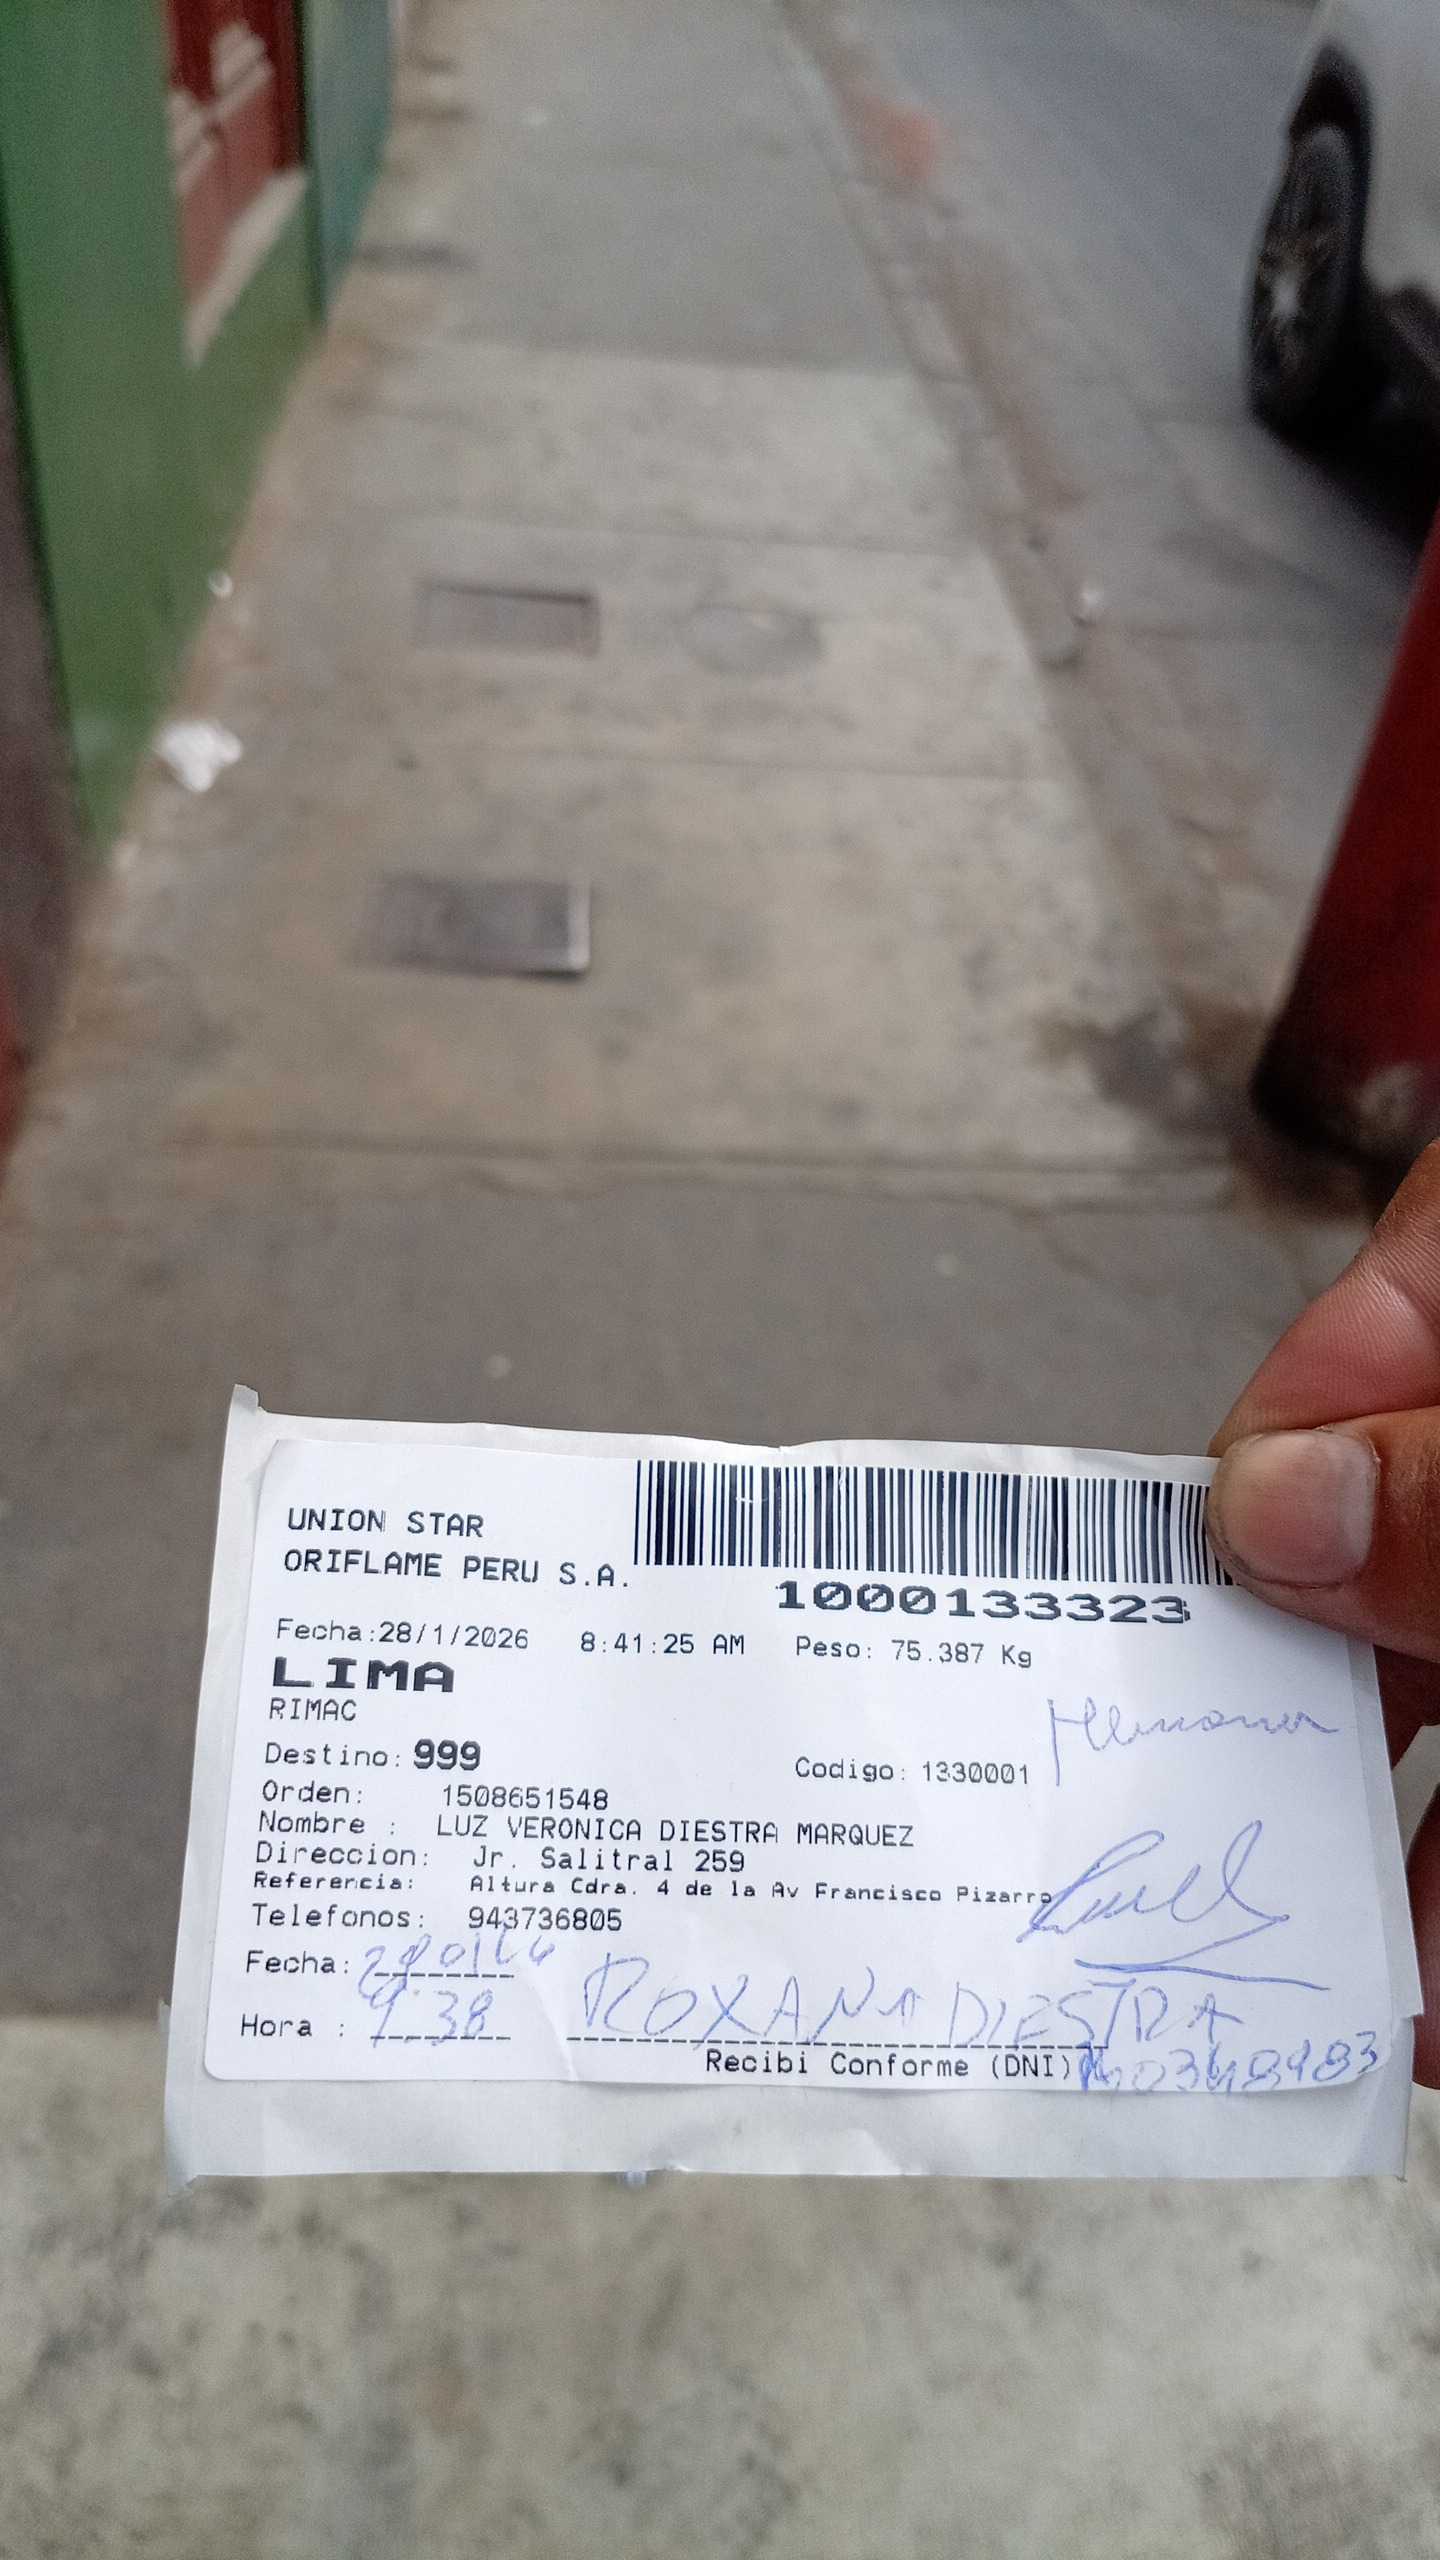 UNION STAR
ORIFLAME PERU S.A.
1000133323
Fecha:28/1/2026 8:41:25 AM Peso: 75.387 Kg
LIMA
RIMAC
Destino: 999 Codigo: 1330001
Orden: 1508651548
Nombre : LUZ VERONICA DIESTRA MARQUEZ
Direccion: Jr. Salitral 259
Referencia: Altura Cdra. 4 de la Av Francisco Pizarro
Telefonos: 943736805
Fecha:
Hora : 9:38 ROXANA DIESTRA
Recibi Conforme (DNI)